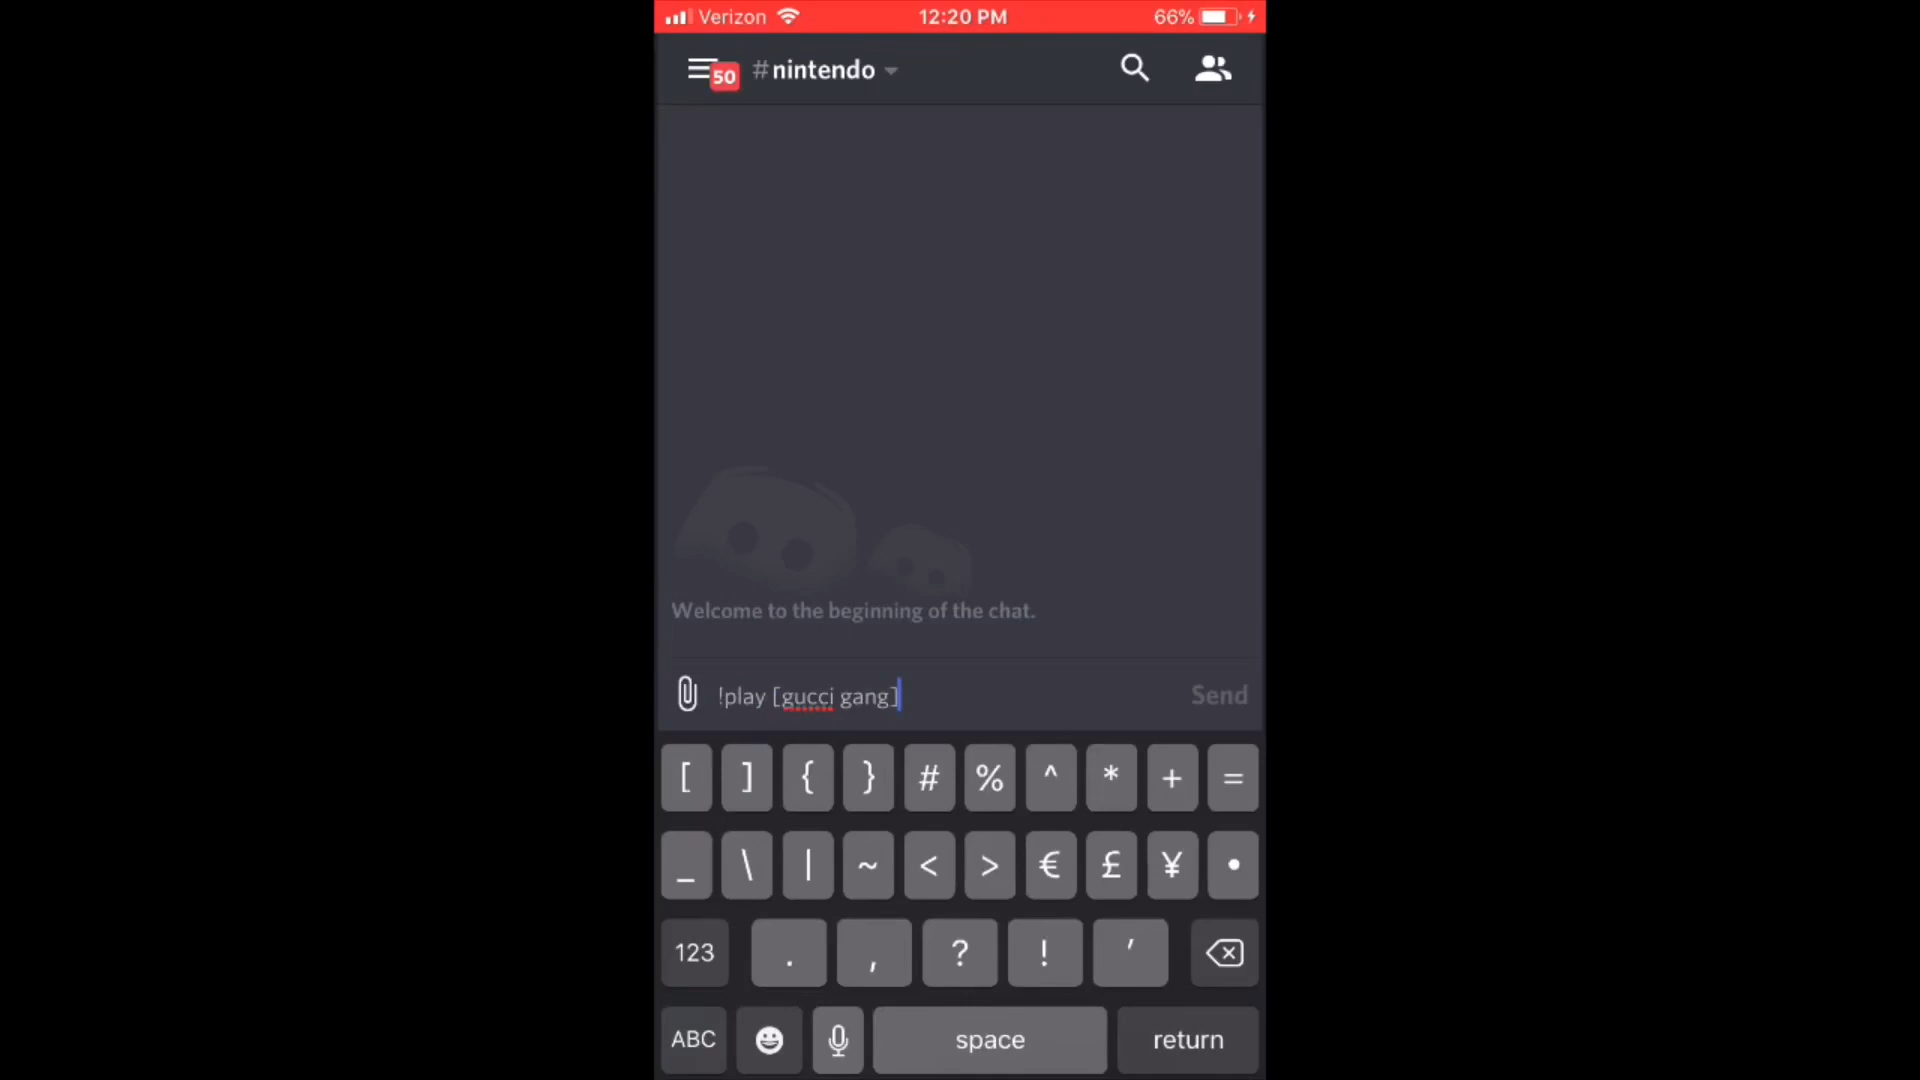 Verizon 12:20 PM 66%
50 #nintendo
Welcome to the beginning of the chat.
!play [gucci gang] Send
[ ] { } # % ^ * + =
_ \ | ~ < > € £ ¥ •
123 . , ? ! ’
ABC space return